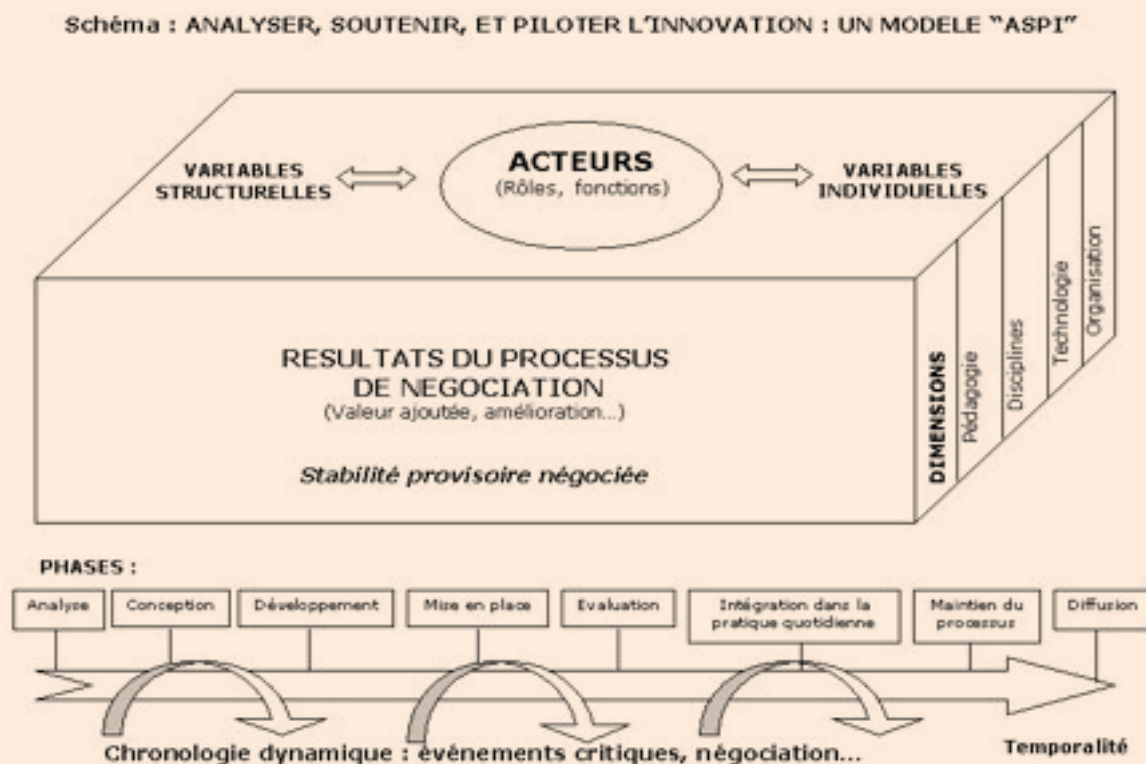 Schéma : ANALYSER, SOUTENIR, ET PILOTER L'INNOVATION : UN MODELE "ASPI"
VARIABLES
STRUCTURELLES
ACTEURS
(Rôles, fonctions)
VARIABLES
INDIVIDUELLES
RESULTATS DU PROCESSUS
DE NEGOCIATION
(Valeur ajoutée, amélioration...)
Stabilité provisoire négociée
DIMENSIONS
Pédagogie
Disciplines
Technologie
Organisation
PHASES :
Analyse
Conception
Développement
Mise en place
Evaluation
Intégration dans la
pratique quotidienne
Maintien du
processus
Diffusion
Chronologie dynamique : événements critiques, négociation...
Temporalité